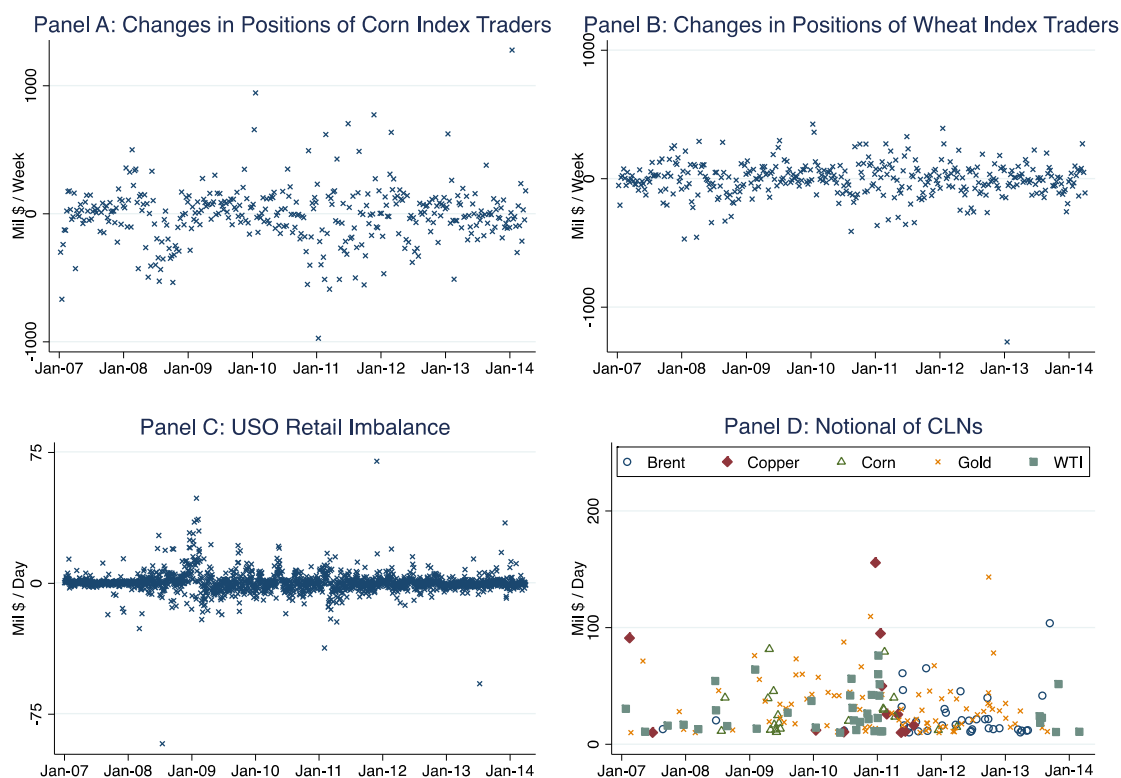 Panel A: Changes in Positions of Corn Index Traders
Mil $ / Week
1000
0
-1000
Jan-07 Jan-08 Jan-09 Jan-10 Jan-11 Jan-12 Jan-13 Jan-14
Panel B: Changes in Positions of Wheat Index Traders
Mil $ / Week
1000
0
-1000
Jan-07 Jan-08 Jan-09 Jan-10 Jan-11 Jan-12 Jan-13 Jan-14
Panel C: USO Retail Imbalance
Mil $ / Day
75
0
-75
Jan-07 Jan-08 Jan-09 Jan-10 Jan-11 Jan-12 Jan-13 Jan-14
Panel D: Notional of CLNs
Brent Copper Corn Gold WTI
Mil $ / Day
200
100
0
Jan-07 Jan-08 Jan-09 Jan-10 Jan-11 Jan-12 Jan-13 Jan-14